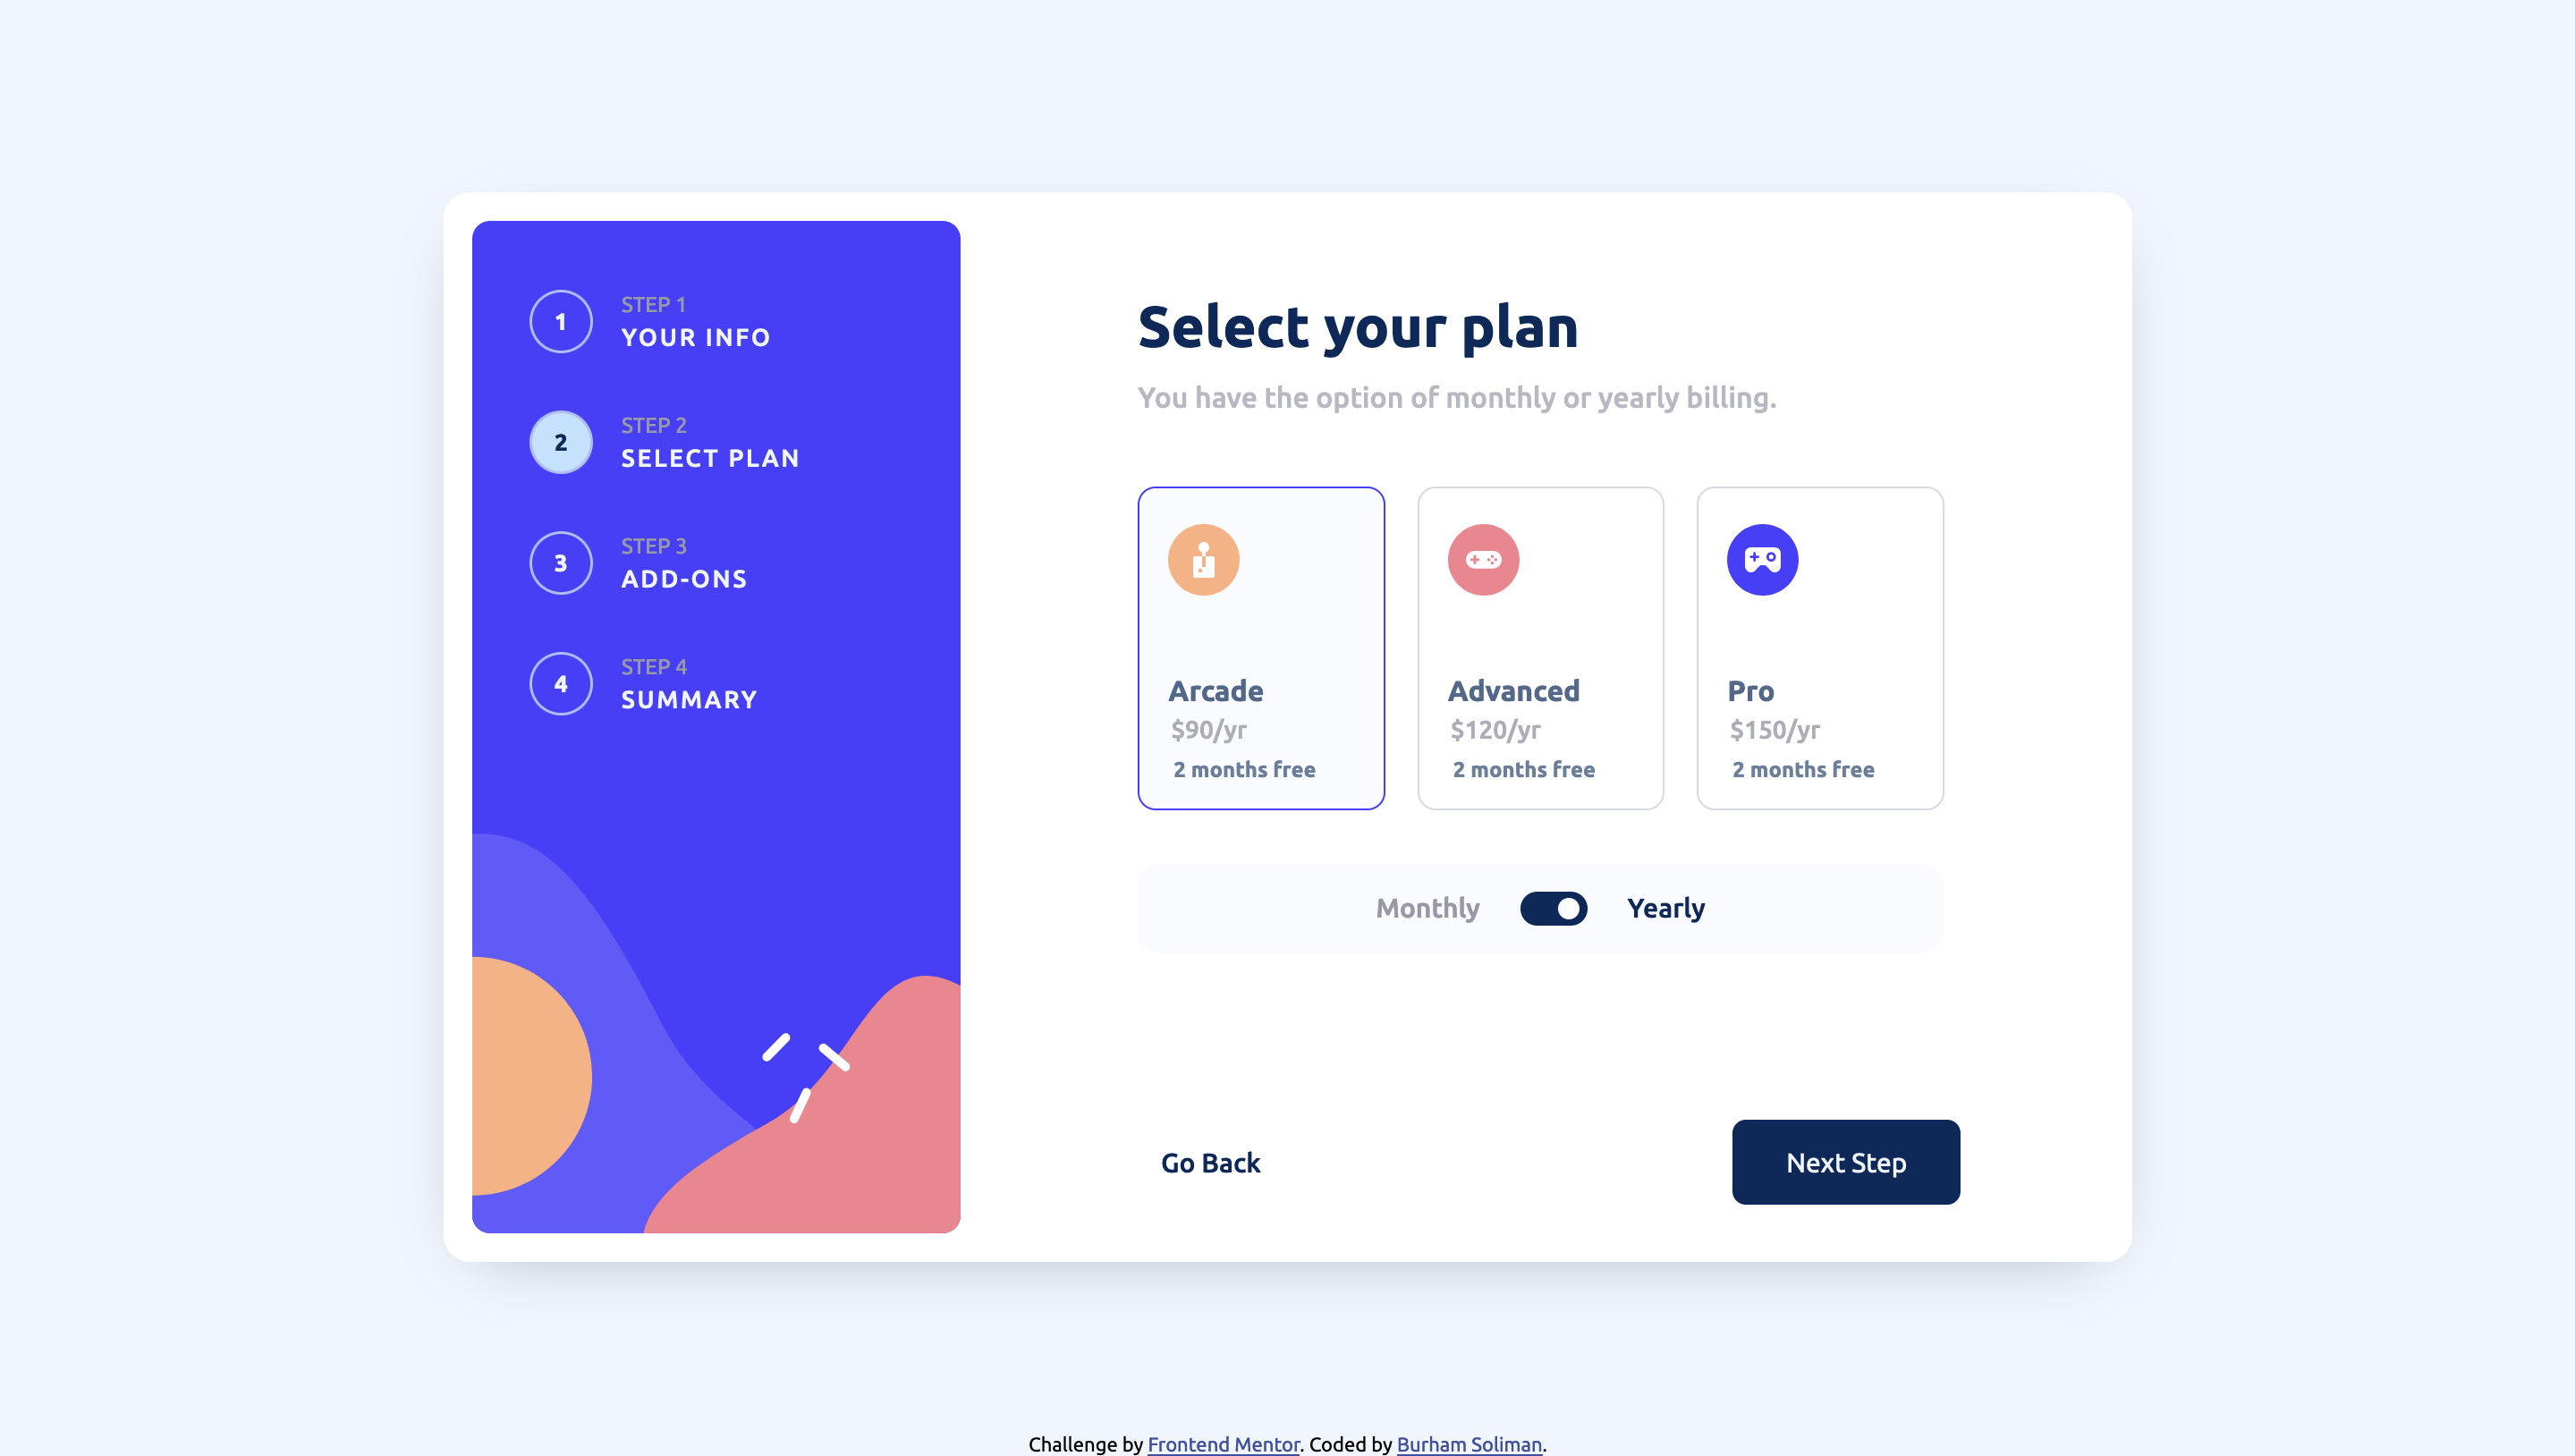 1
STEP 1
YOUR INFO
2
STEP 2
SELECT PLAN
3
STEP 3
ADD-ONS
4
STEP 4
SUMMARY
Select your plan
You have the option of monthly or yearly billing.
Arcade
$90/yr
2 months free
Advanced
$120/yr
2 months free
Pro
$150/yr
2 months free
Monthly Yearly
Go Back Next Step
Challenge by Frontend Mentor. Coded by Burham Soliman.